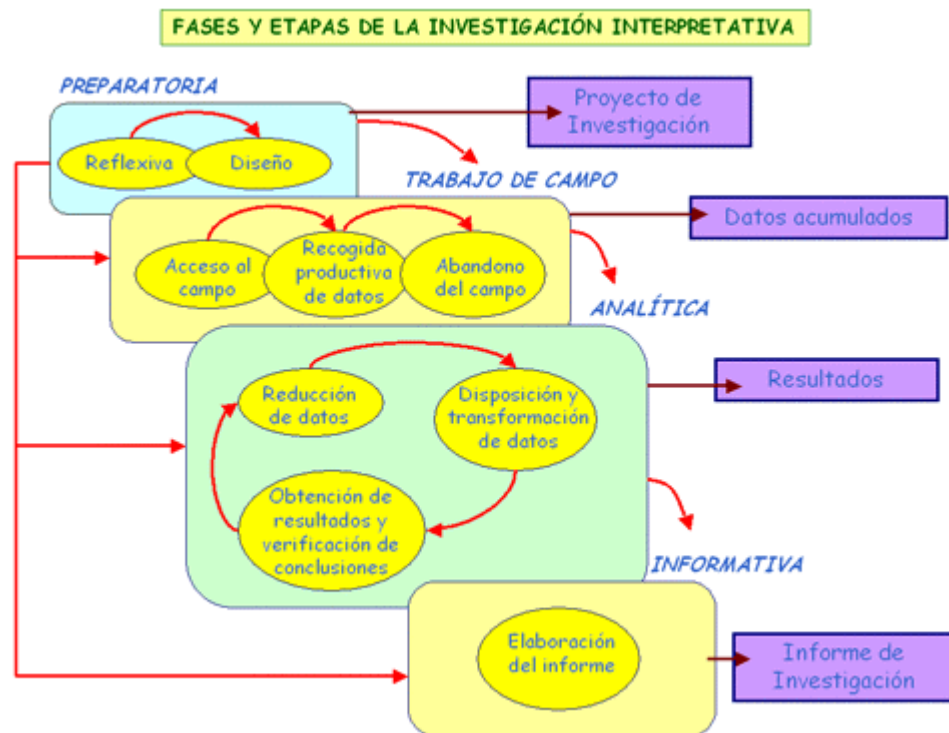 FASES Y ETAPAS DE LA INVESTIGACIÓN INTERPRETATIVA
PREPARATORIA
Proyecto de
Investigación
Reflexiva
Diseño
TRABAJO DE CAMPO
Datos acumulados
Acceso al
campo
Recogida
productiva
de datos
Abandono
del campo
ANALÍTICA
Resultados
Reducción
de datos
Disposición y
transformación
de datos
Obtención de
resultados y
verificación de
conclusiones
INFORMATIVA
Elaboración
del informe
Informe de
Investigación